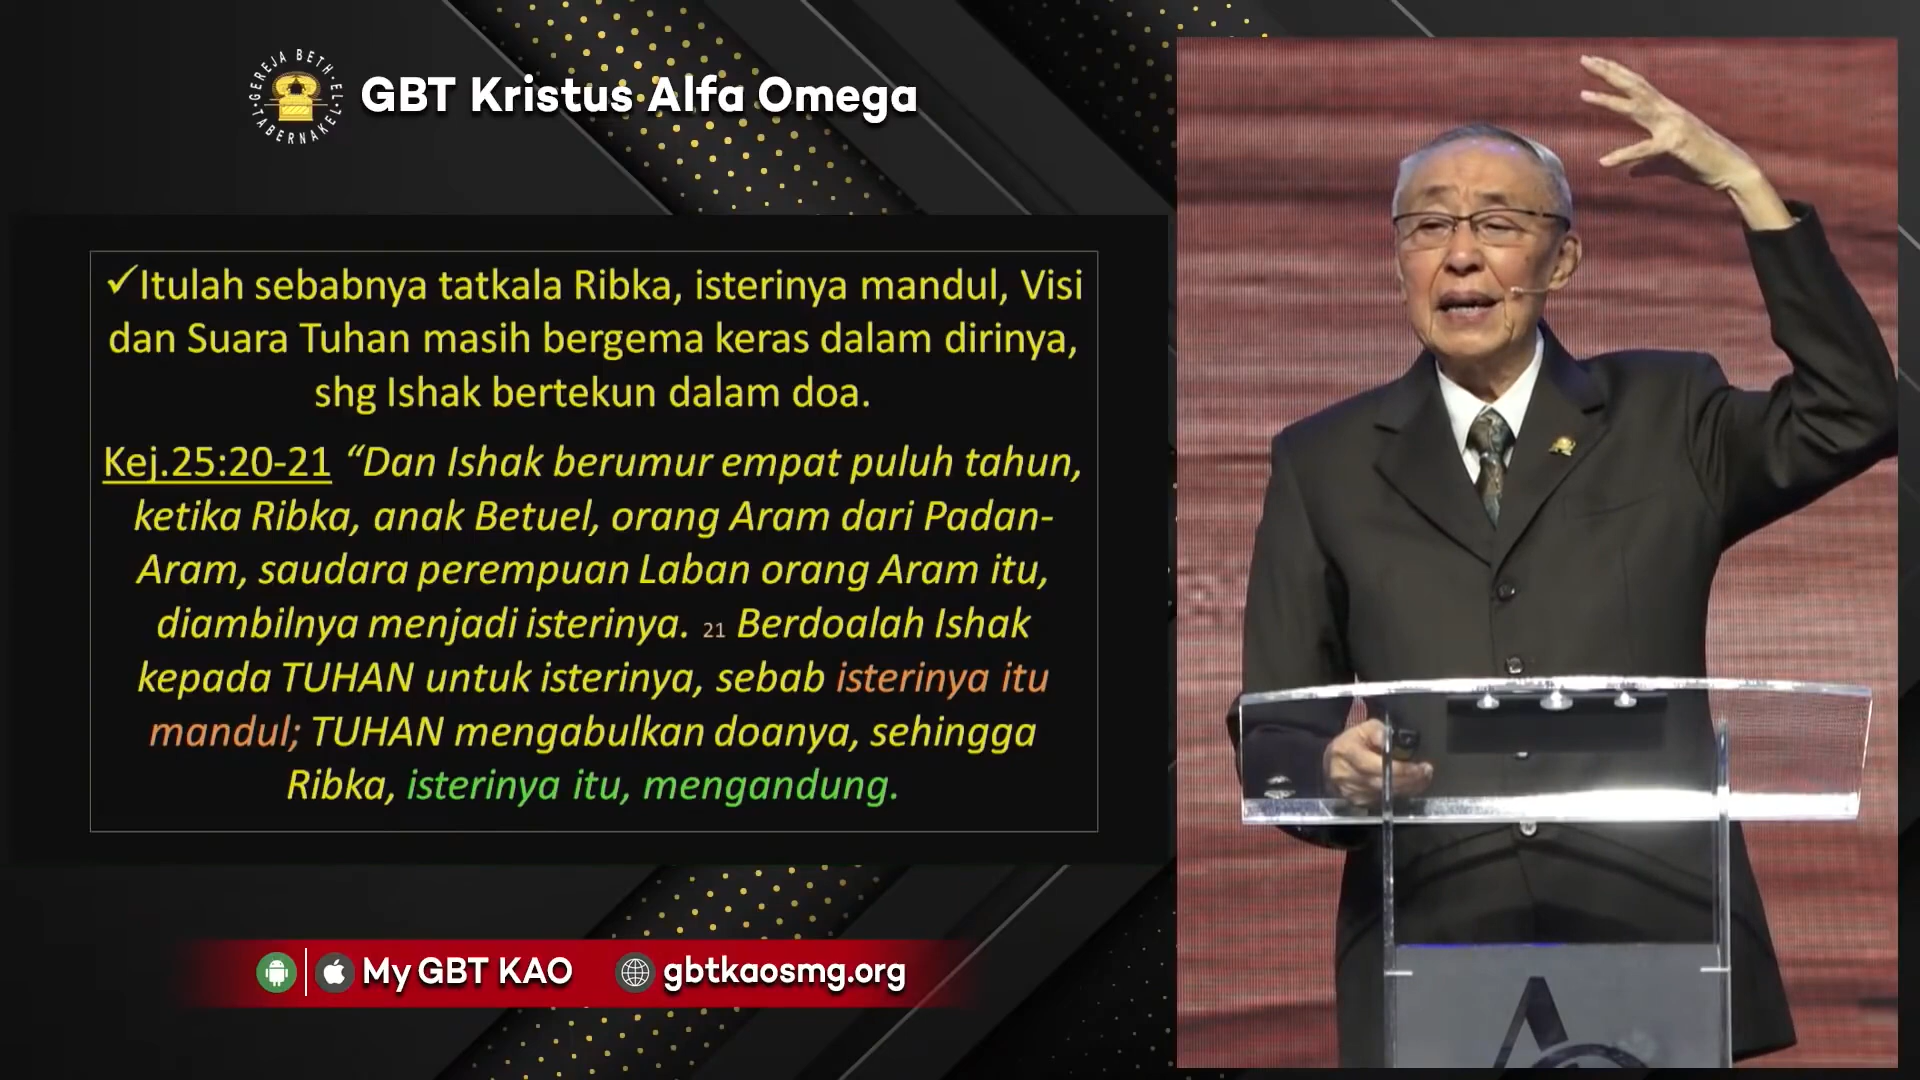 GEREJA BETH-EL TABERNAKEL
GBT Kristus Alfa Omega
✓Itulah sebabnya tatkala Ribka, isterinya mandul, Visi
dan Suara Tuhan masih bergema keras dalam dirinya,
shg Ishak bertekun dalam doa.
Kej.25:20-21 “Dan Ishak berumur empat puluh tahun,
ketika Ribka, anak Betuel, orang Aram dari Padan-
Aram, saudara perempuan Laban orang Aram itu,
diambilnya menjadi isterinya. 21 Berdoalah Ishak
kepada TUHAN untuk isterinya, sebab isterinya itu
mandul; TUHAN mengabulkan doanya, sehingga
Ribka, isterinya itu, mengandung.
My GBT KAO
gbtkaosmg.org